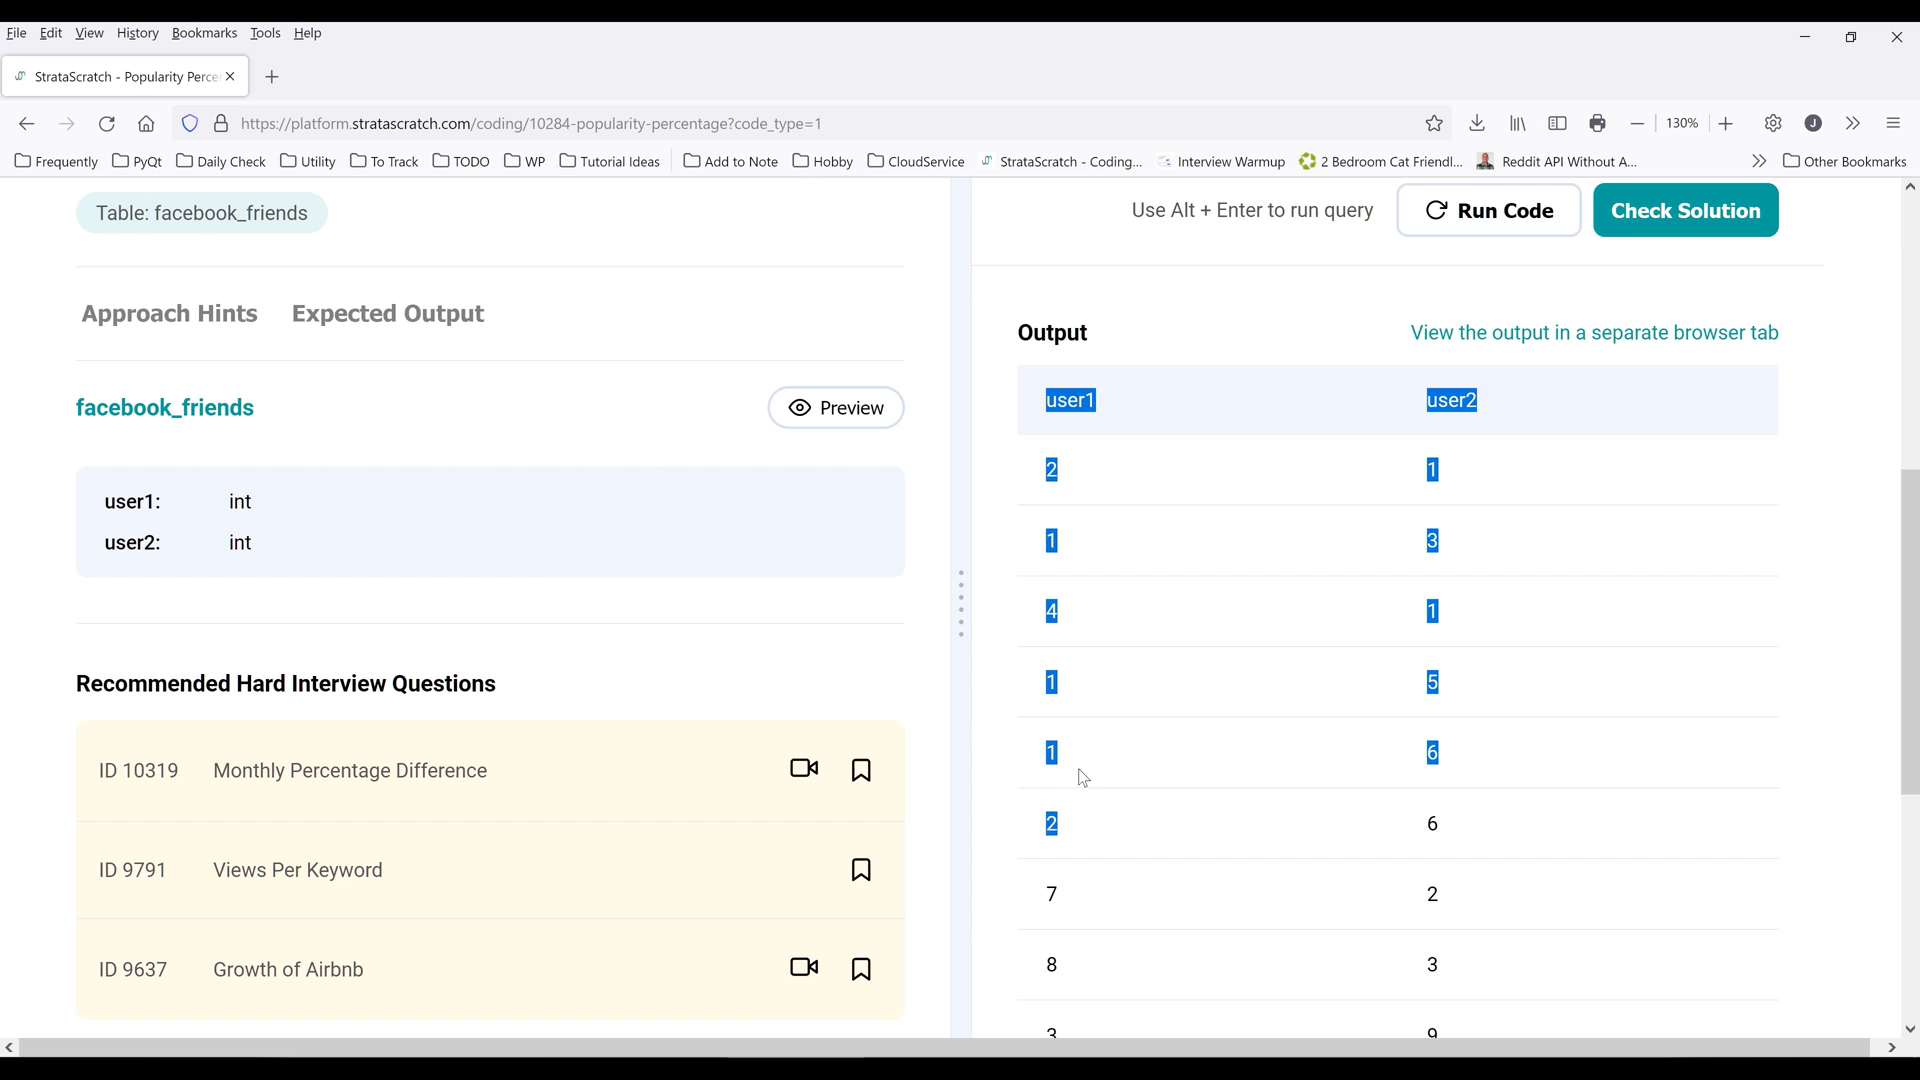 File Edit View History Bookmarks Tools Help
StrataScratch - Popularity Perce
https://platform.stratascratch.com/coding/10284-popularity-percentage?code_type=1
130%
J
Frequently PyQt Daily Check Utility To Track TODO WP Tutorial Ideas Add to Note Hobby CloudService StrataScratch - Coding... Interview Warmup 2 Bedroom Cat Friendl... Reddit API Without A... Other Bookmarks
Table: facebook_friends
Approach Hints Expected Output
facebook_friends
Preview
user1: int
user2: int
Recommended Hard Interview Questions
ID 10319 Monthly Percentage Difference
ID 9791 Views Per Keyword
ID 9637 Growth of Airbnb
Use Alt + Enter to run query
Run Code
Check Solution
Output
View the output in a separate browser tab
user1 user2
2 1
1 3
4 1
1 5
1 6
2 6
7 2
8 3
3 9